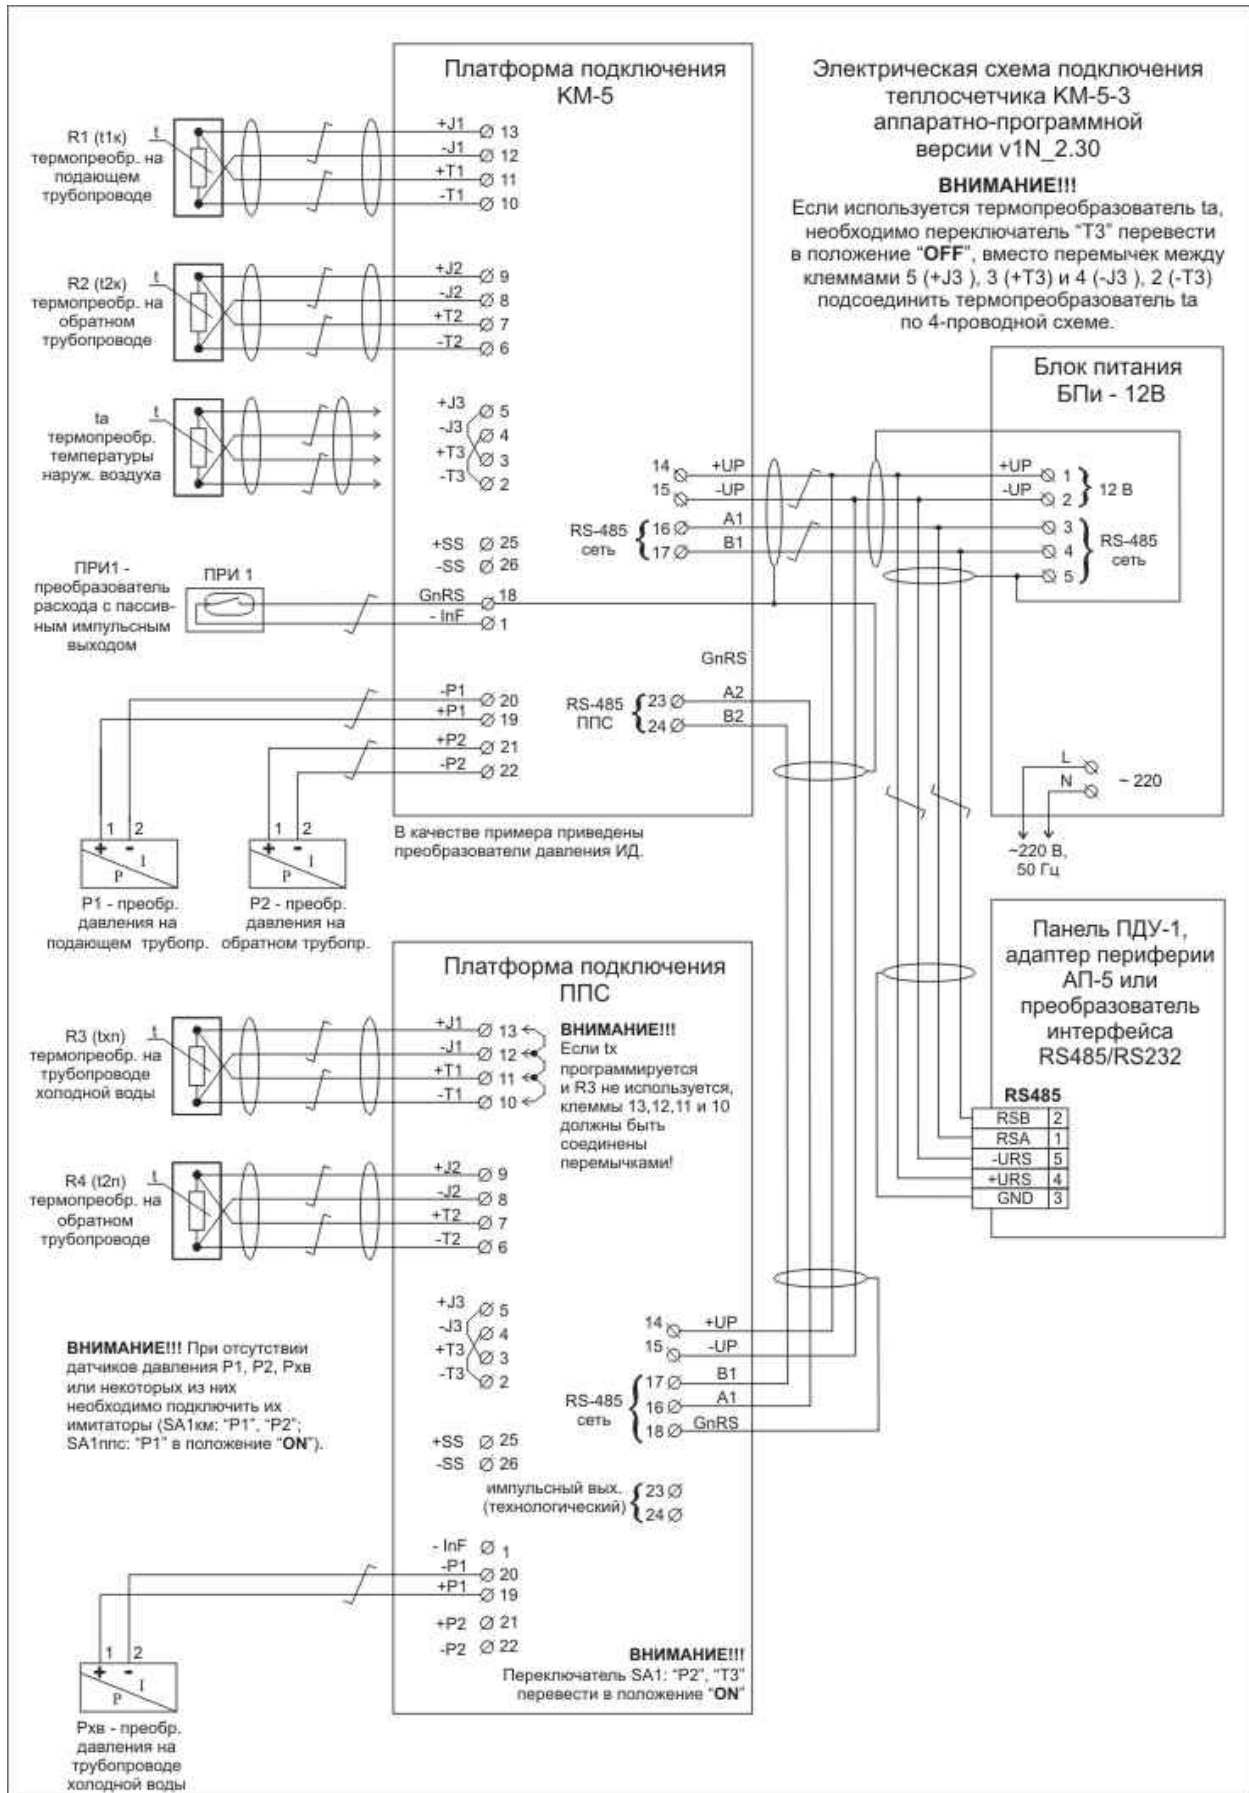 Платформа подключения
КМ-5
Электрическая схема подключения
теплосчетчика КМ-5-3
аппаратно-программной
версии v1N_2.30
ВНИМАНИЕ!!!
Если используется термопреобразователь ta,
необходимо переключатель “Т3” перевести
в положение “OFF”, вместо перемычек между
клеммами 5 (+J3 ), 3 (+T3) и 4 (-J3 ), 2 (-T3)
подсоединить термопреобразователь ta
по 4-проводной схеме.
R1 (t1к)
термопреобр. на
подающем
трубопроводе
t
+J1 13
-J1 12
+T1 11
-T1 10
R2 (t2к)
термопреобр. на
обратном
трубопроводе
t
+J2 9
-J2 8
+T2 7
-T2 6
ta
термопреобр.
температуры
наруж. воздуха
t
+J3 5
-J3 4
+T3 3
-T3 2
14 +UP
15 -UP
RS-485
сеть
16 A1
17 B1
+SS 25
-SS 26
ПРИ1 -
преобразователь
расхода с пассив-
ным импульсным
выходом
ПРИ 1
GnRS 18
- InF 1
GnRS
-P1 20
+P1 19
+P2 21
-P2 22
RS-485
ППС
23 A2
24 B2
Блок питания
БПи - 12В
+UP 1
-UP 2
12 В
3
4
5
RS-485
сеть
L
N
~ 220
~220 В,
50 Гц
1 2
+ -
I
P
P1 - преобр.
давления на
подающем трубопр.
1 2
+ -
I
P
P2 - преобр.
давления на
обратном трубопр.
В качестве примера приведены
преобразователи давления ИД.
Панель ПДУ-1,
адаптер периферии
АП-5 или
преобразователь
интерфейса
RS485/RS232
RS485
RSB 2
RSA 1
-URS 5
+URS 4
GND 3
Платформа подключения
ППС
R3 (tхп)
термопреобр. на
трубопроводе
холодной воды
t
+J1 13
-J1 12
+T1 11
-T1 10
ВНИМАНИЕ!!!
Если tx
программируется
и R3 не используется,
клеммы 13,12,11 и 10
должны быть
соединены
перемычками!
R4 (t2п)
термопреобр. на
обратном
трубопроводе
t
+J2 9
-J2 8
+T2 7
-T2 6
+J3 5
-J3 4
+T3 3
-T3 2
14 +UP
15 -UP
RS-485
сеть
17 B1
16 A1
18 GnRS
ВНИМАНИЕ!!! При отсутствии
датчиков давления Р1, Р2, Рхв
или некоторых из них
необходимо подключить их
имитаторы (SA1км: “P1”, “P2”;
SA1ппс: “P1” в положение “ON”).
+SS 25
-SS 26
импульсный вых.
(технологический)
23
24
- InF 1
-P1 20
+P1 19
+P2 21
-P2 22
ВНИМАНИЕ!!!
Переключатель SA1: “P2”, “T3”
перевести в положение “ON”
1 2
+ -
I
P
Рхв - преобр.
давления на
трубопроводе
холодной воды